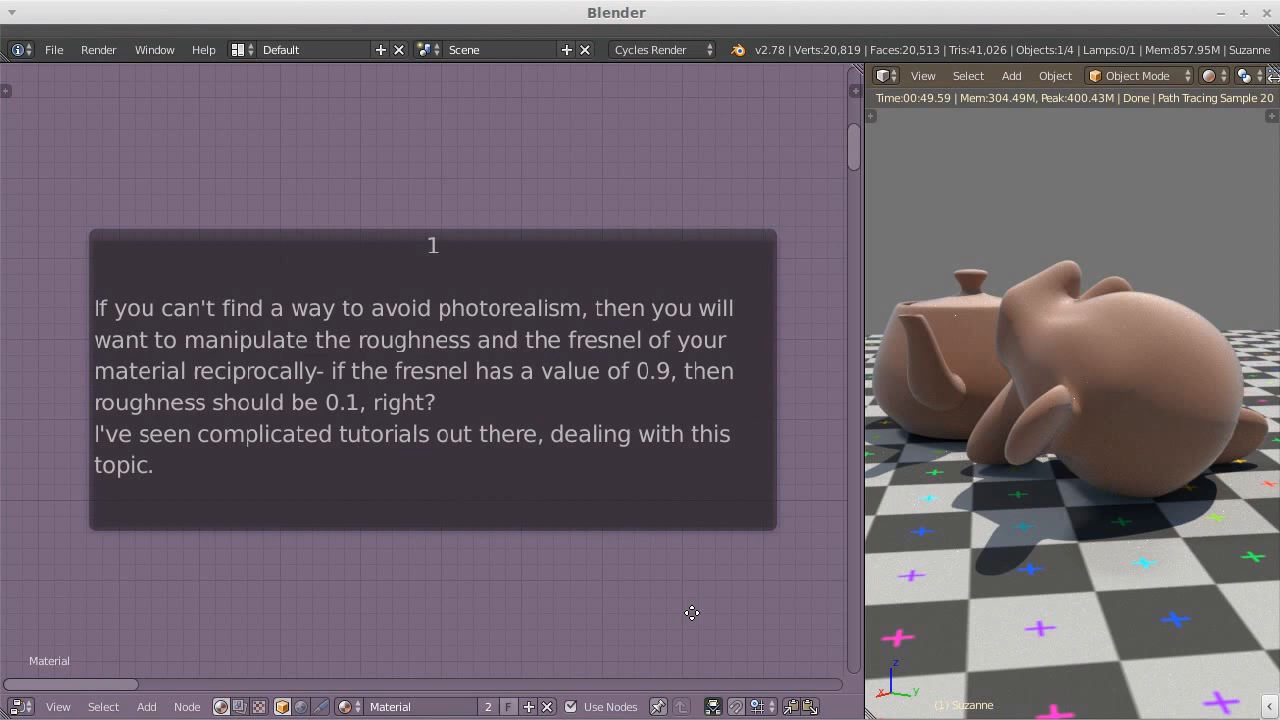 Blender
File Render Window Help Default Scene Cycles Render v2.78 | Verts:20,819 | Faces:20,513 | Tris:41,026 | Objects:1/4 | Lamps:0/1 | Mem:857.95M | Suzanne
View Select Add Object Object Mode
Time:00:49.59 | Mem:304.49M, Peak:400.43M | Done | Path Tracing Sample 20
1
If you can't find a way to avoid photorealism, then you will
want to manipulate the roughness and the fresnel of your
material reciprocally- if the fresnel has a value of 0.9, then
roughness should be 0.1, right?
I've seen complicated tutorials out there, dealing with this
topic.
Material
z
x y
(1) Suzanne
View Select Add Node Material 2 F Use Nodes